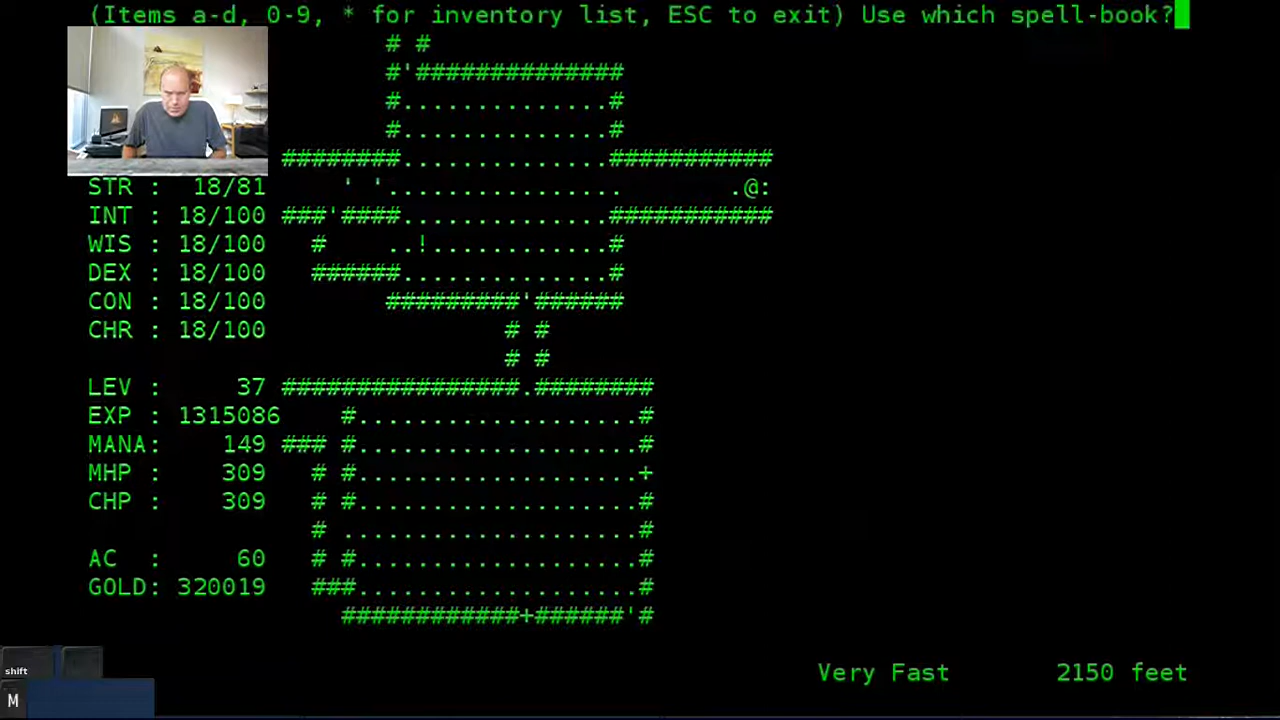 (Items a-d, 0-9, * for inventory list, ESC to exit) Use which spell-book?
# #
#'##############
#..............#
#..............#
########..............###########
STR : 18/81 ' '................ .@:
INT : 18/100 ###'####..............###########
WIS : 18/100 # ..!............#
DEX : 18/100 ######..............#
CON : 18/100 #########'######
CHR : 18/100 # #
# #
LEV : 37 ################.########
EXP : 1315086 #...................#
MANA: 149 ### #...................#
MHP : 309 # #...................+
CHP : 309 # #...................#
# ....................#
AC : 60 # #...................#
GOLD: 320019 ###...................#
############+######'#
shift
M
Very Fast 2150 feet